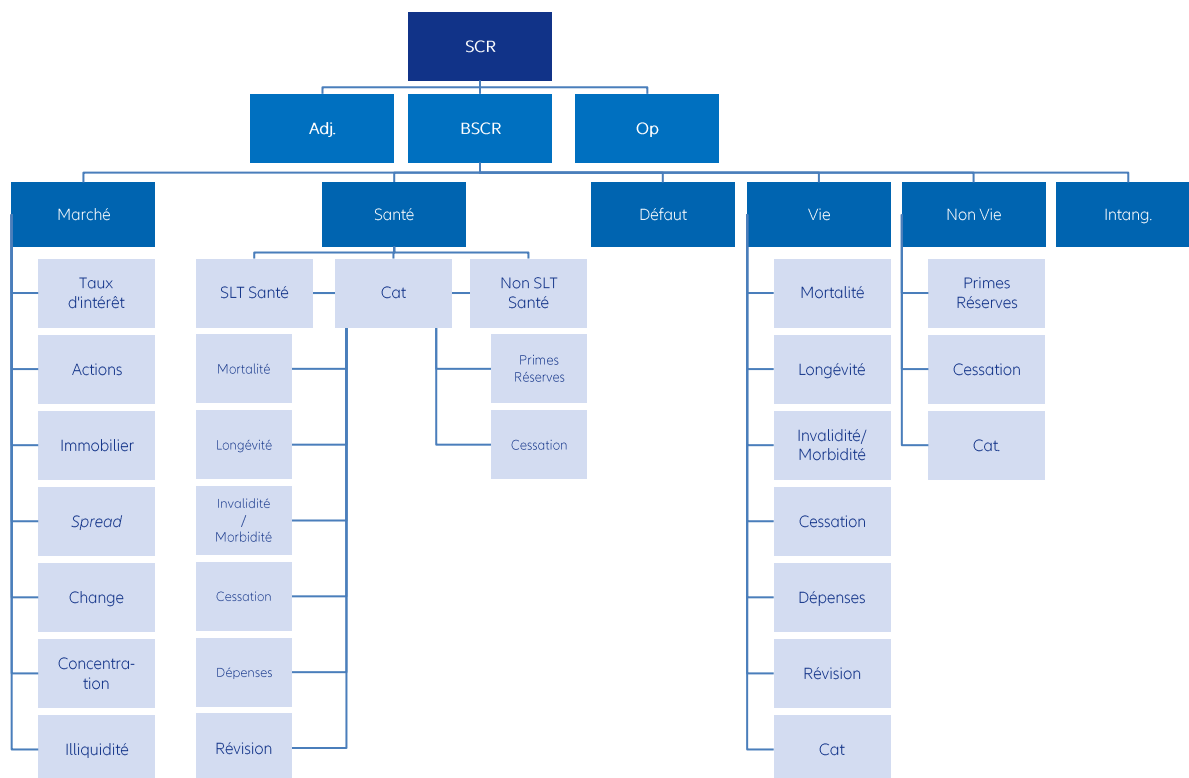 SCR
Adj.
BSCR
Op
Marché
Santé
Défaut
Vie
Non Vie
Intang.
Taux
d'intérêt
Actions
Immobilier
Spread
Change
Concentra-
tion
Illiquidité
SLT Santé
Cat
Non SLT
Santé
Mortalité
Longévité
Invalidité
/
Morbidité
Cessation
Dépenses
Révision
Primes
Réserves
Cessation
Mortalité
Longévité
Invalidité/
Morbidité
Cessation
Dépenses
Révision
Cat
Primes
Réserves
Cessation
Cat.